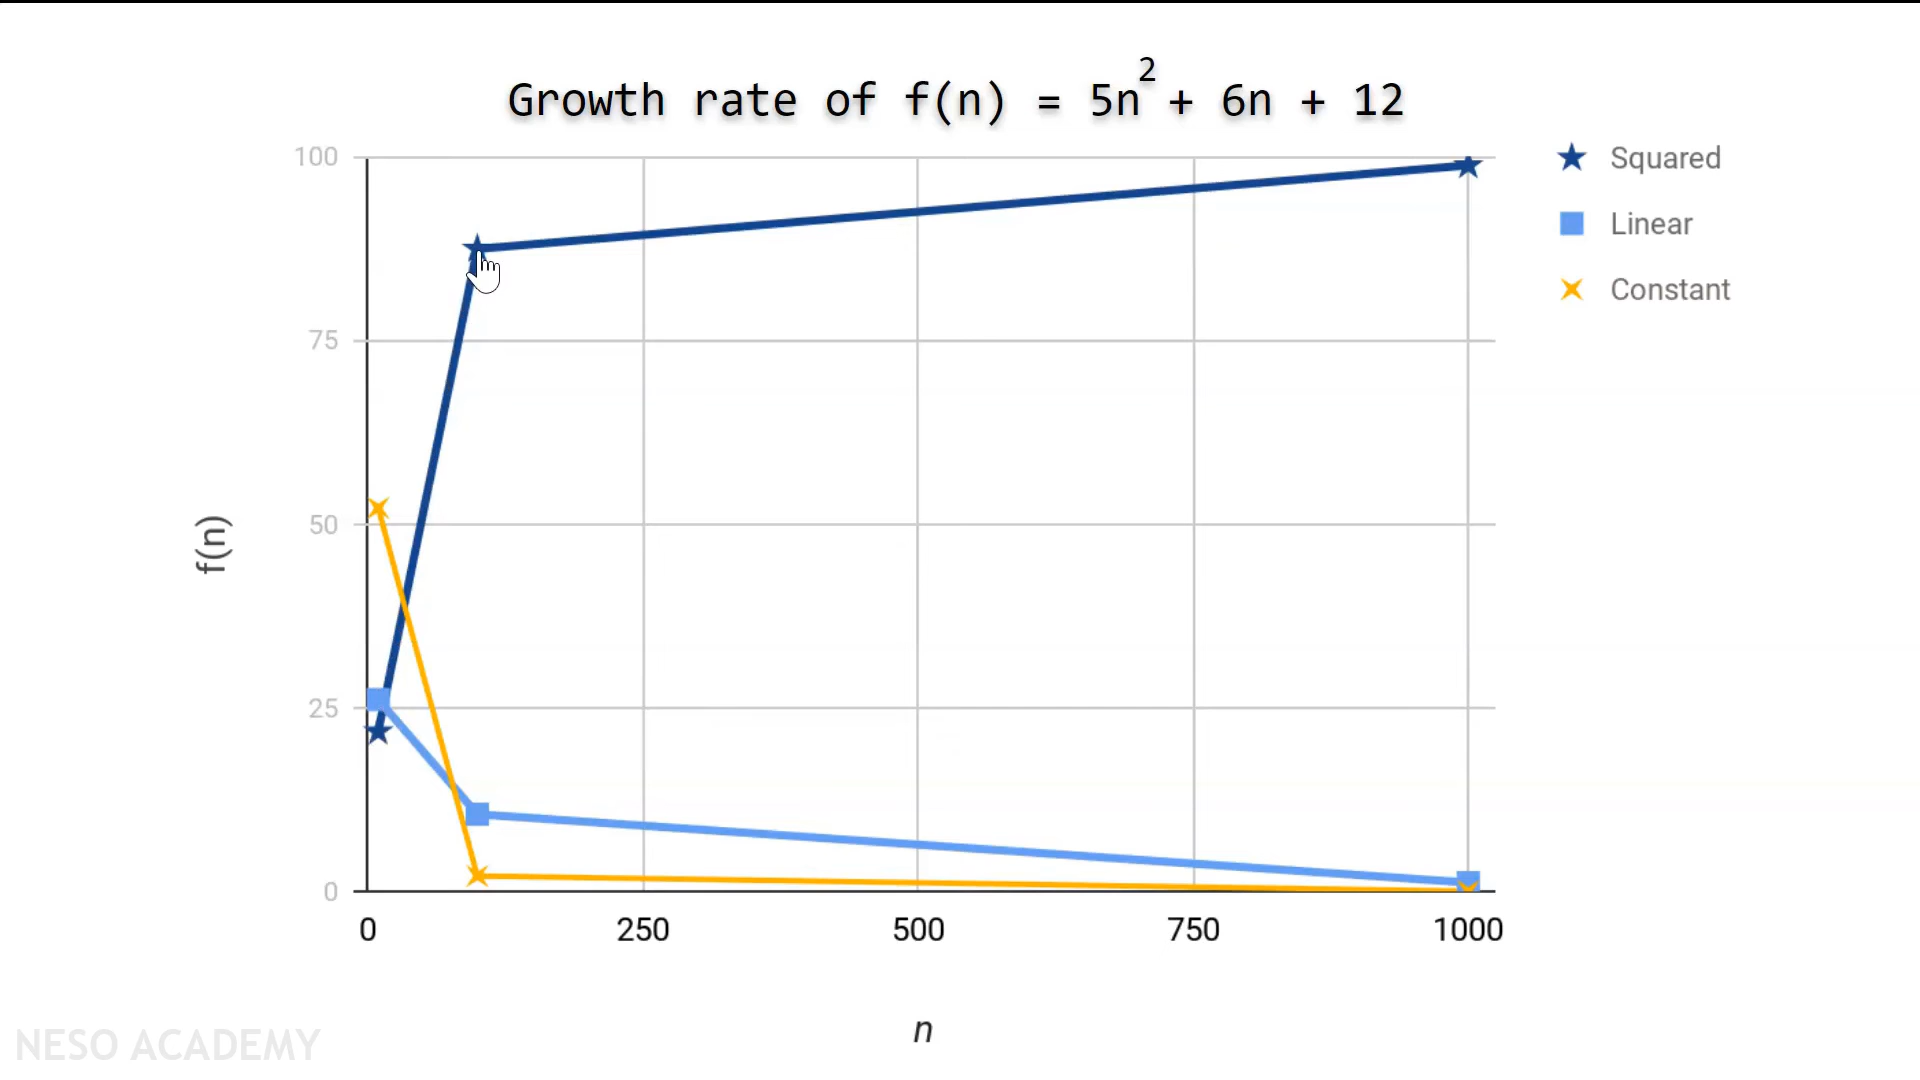 Growth rate of f(n) = 5n² + 6n + 12
100
75
50
25
0
f(n)
0 250 500 750 1000
n
Squared
Linear
Constant
NESO ACADEMY